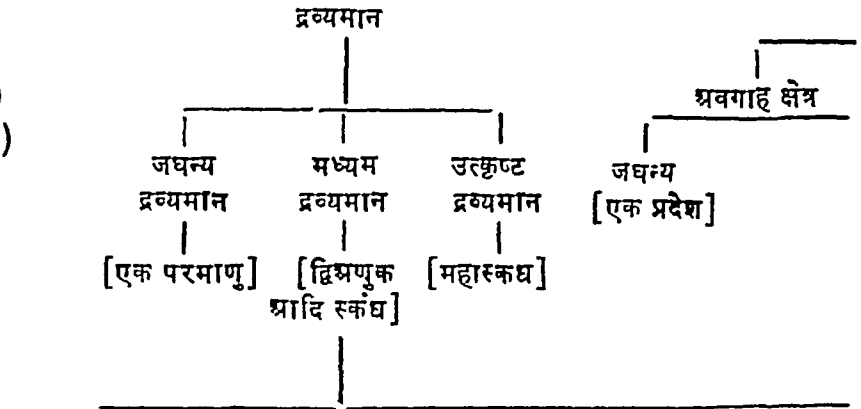 द्रव्यमान
अवगाह क्षेत्र
जघन्य मध्यम उत्कृष्ट जघन्य
द्रव्यमान द्रव्यमान द्रव्यमान [एक प्रदेश]
[एक परमाणु] [द्विअणुक [महास्कध]
आदि स्कंध]